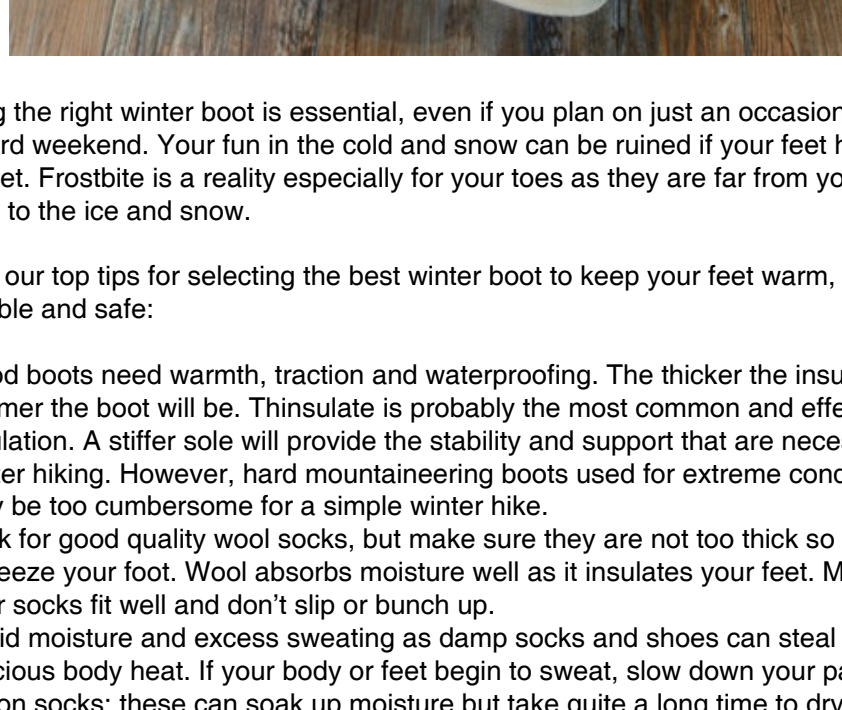 g the right winter boot is essential, even if you plan on just an occasion
rd weekend. Your fun in the cold and snow can be ruined if your feet h
et. Frostbite is a reality especially for your toes as they are far from yo
to the ice and snow.
our top tips for selecting the best winter boot to keep your feet warm,
ble and safe:
od boots need warmth, traction and waterproofing. The thicker the insu
mer the boot will be. Thinsulate is probably the most common and effe
ulation. A stiffer sole will provide the stability and support that are nece
ter hiking. However, hard mountaineering boots used for extreme cond
y be too cumbersome for a simple winter hike.
k for good quality wool socks, but make sure they are not too thick so
eeze your foot. Wool absorbs moisture well as it insulates your feet. M
r socks fit well and don’t slip or bunch up.
id moisture and excess sweating as damp socks and shoes can steal
cious body heat. If your body or feet begin to sweat, slow down your pa
on socks; these can soak up moisture but take quite a long time to dry